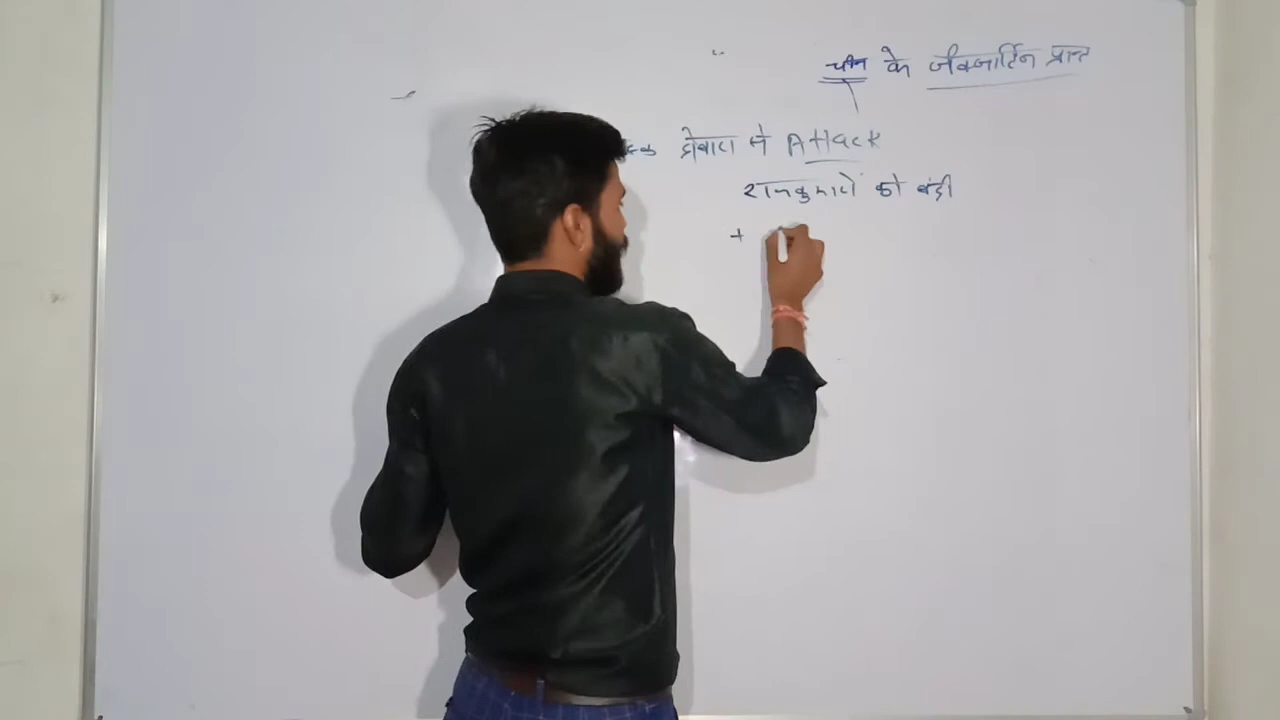 चीन के जैक्जार्टिन प्रान्त
दोबारा से Attack
राजकुमारों को बंदी
+